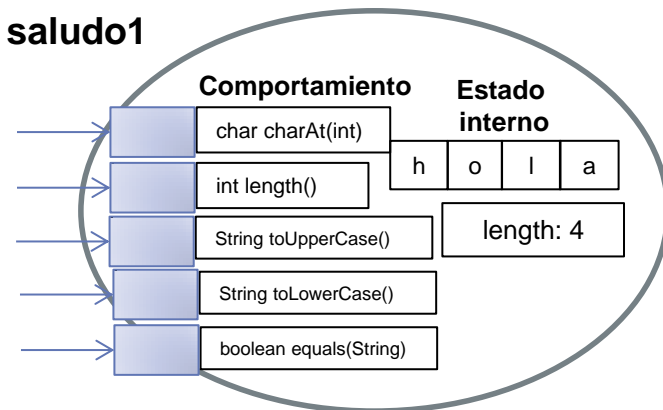 saludo1
Comportamiento
Estado
interno
char charAt(int)
h o l a
int length()
length: 4
String toUpperCase()
String toLowerCase()
boolean equals(String)